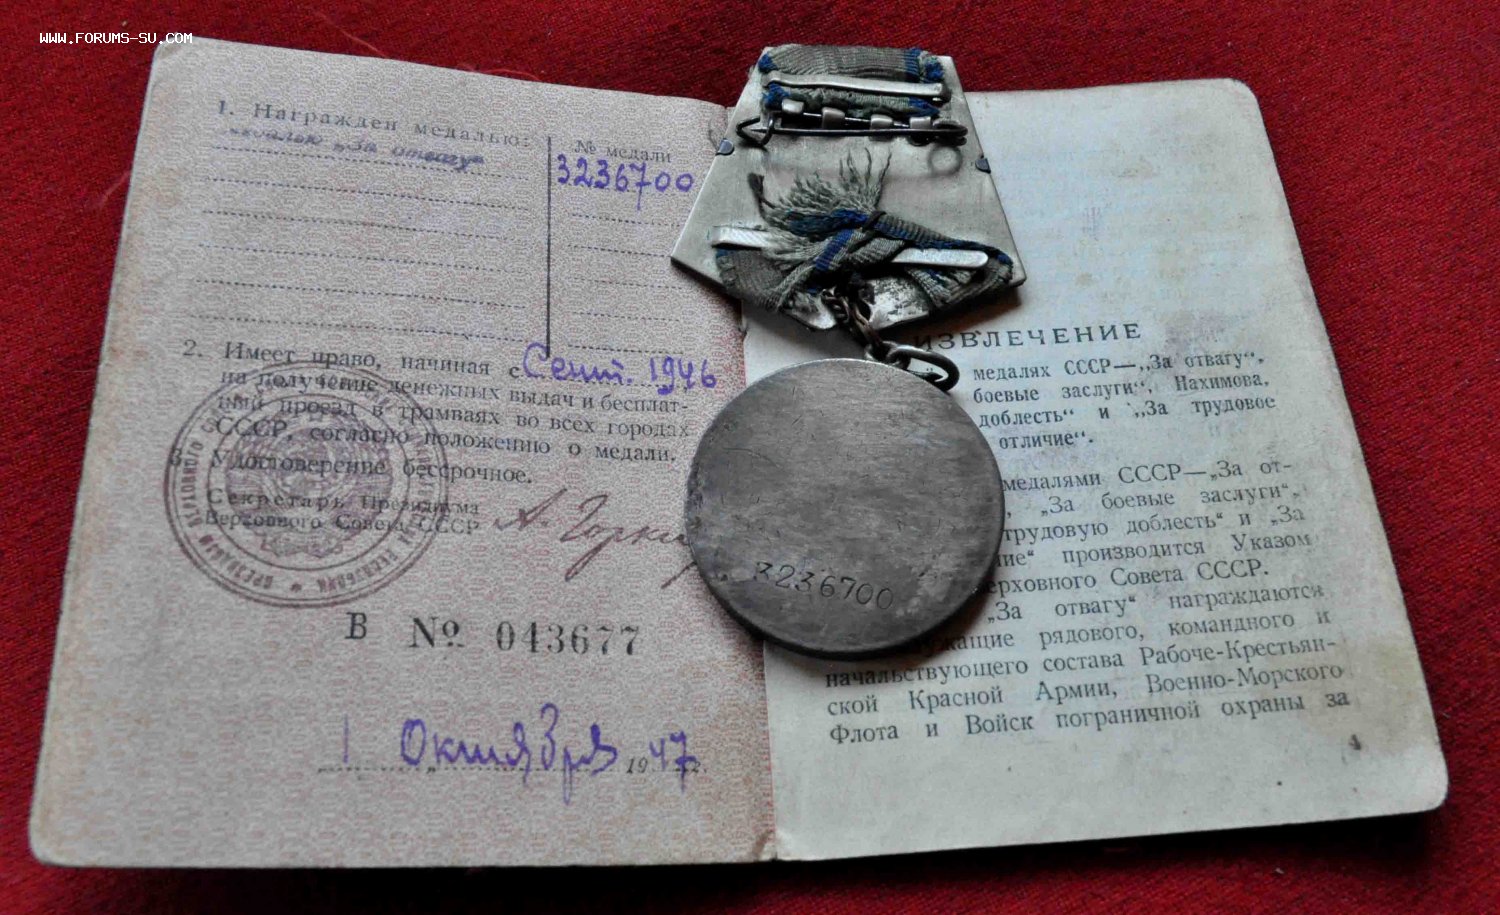 WWW.FORUMS-SU.COM
1. Награжден медалью:
медалью „За отвагу“
№ медали
3236700
2. Имеет право, начиная с Сент. 1946
на получение денежных выдач и бесплат-
ный проезд в трамваях во всех городах
СССР, согласно положению о медали.
3. Удостоверение бессрочное.
Секретарь Президиума
Верховного Совета СССР
А. Горкин
В № 043677
1 Октября 1947 г.
3236700
ИЗВЛЕЧЕНИЕ
медалях СССР—„За отвагу“,
боевые заслуги“, Нахимова,
доблесть“ и „За трудовое
отличие“.
медалями СССР—„За от-
„За боевые заслуги“,
трудовую доблесть“ и „За
ние“ производится Указом
ерховного Совета СССР.
„За отвагу“ награждаются
жащие рядового, командного и
начальствующего состава Рабоче-Крестьян-
ской Красной Армии, Военно-Морского
Флота и Войск пограничной охраны за
4